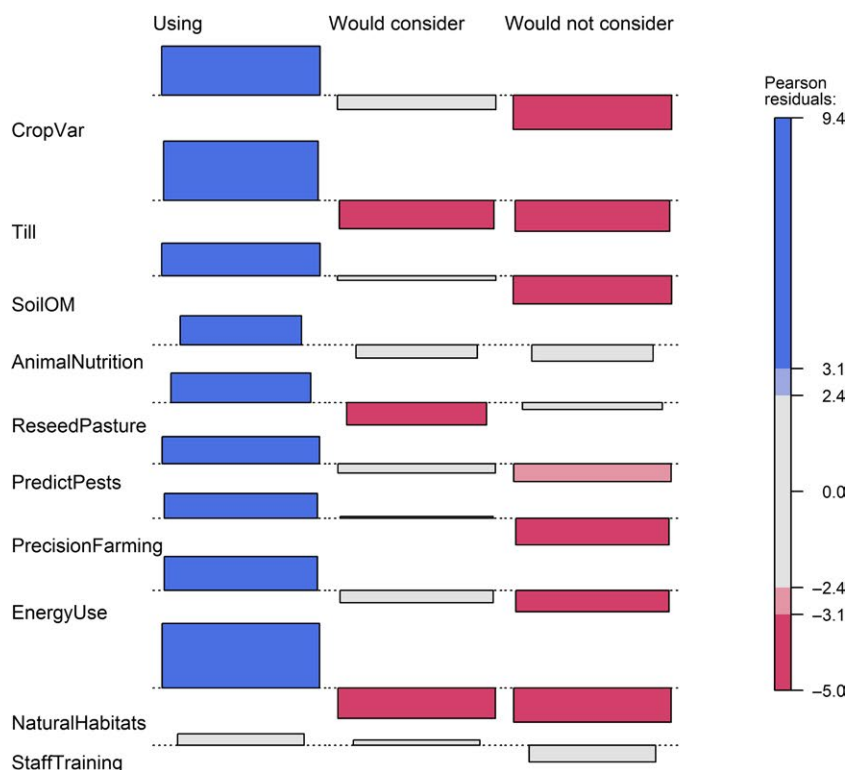 Using Would consider Would not consider
Pearson
residuals:
9.4
CropVar
Till
SoilOM
AnimalNutrition
3.1
2.4
ReseedPasture
PredictPests
0.0
PrecisionFarming
−2.4
EnergyUse
−3.1
−5.0
NaturalHabitats
StaffTraining